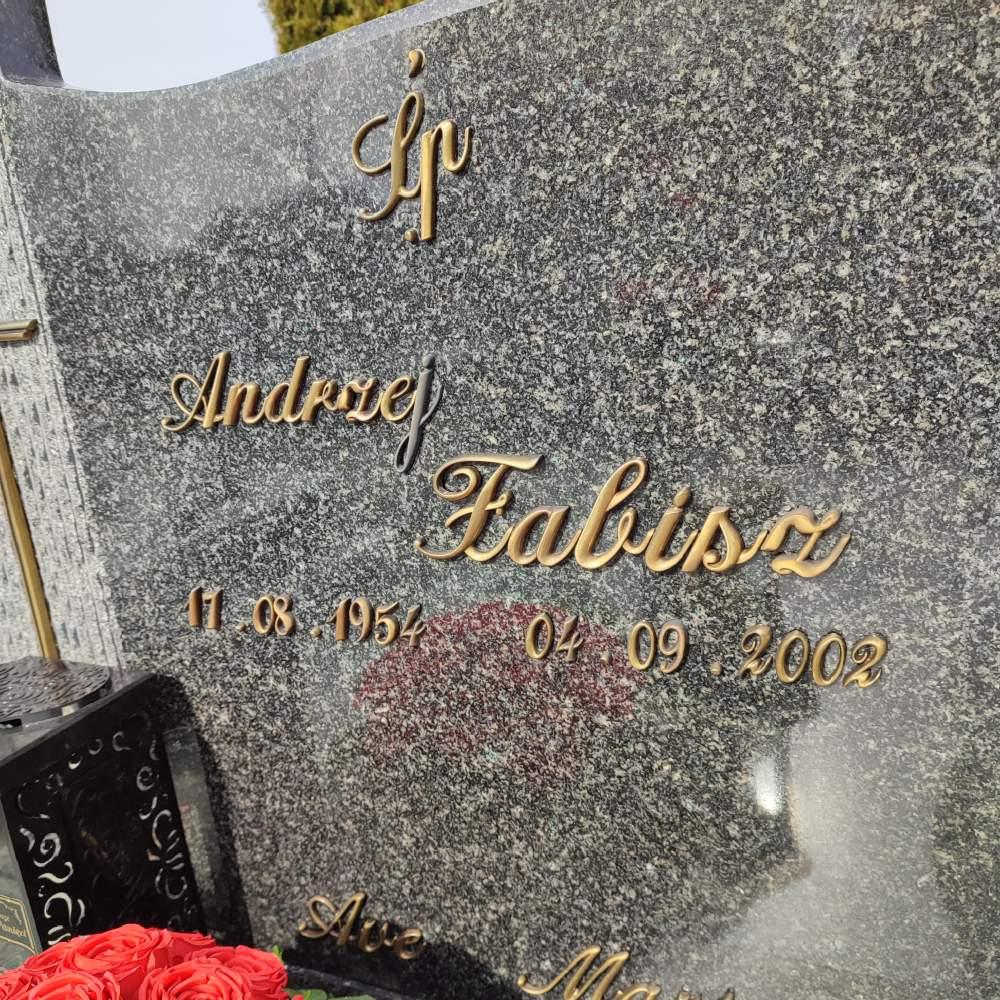 Śp.
Andrzej
Fabisz
11.08.1954 04.09.2002
Ave